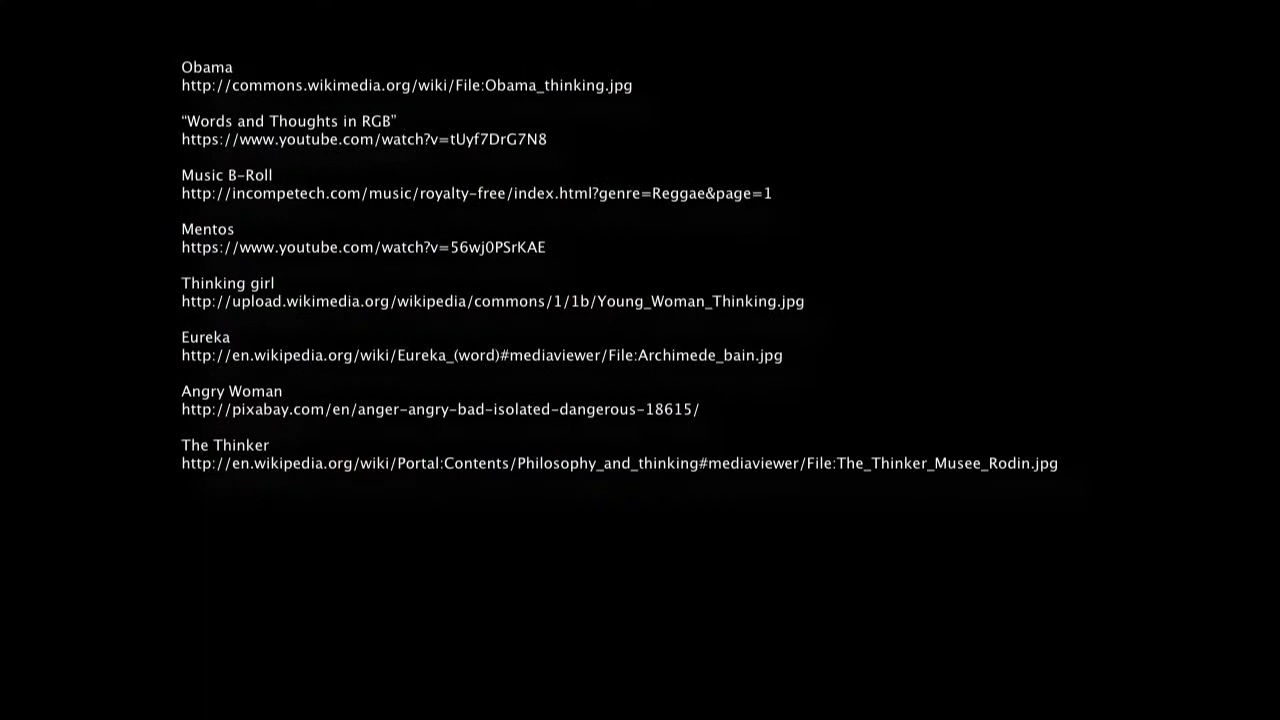 Obama
http://commons.wikimedia.org/wiki/File:Obama_thinking.jpg
“Words and Thoughts in RGB”
https://www.youtube.com/watch?v=tUyf7DrG7N8
Music B-Roll
http://incompetech.com/music/royalty-free/index.html?genre=Reggae&page=1
Mentos
https://www.youtube.com/watch?v=56wj0PSrKAE
Thinking girl
http://upload.wikimedia.org/wikipedia/commons/1/1b/Young_Woman_Thinking.jpg
Eureka
http://en.wikipedia.org/wiki/Eureka_(word)#mediaviewer/File:Archimede_bain.jpg
Angry Woman
http://pixabay.com/en/anger-angry-bad-isolated-dangerous-18615/
The Thinker
http://en.wikipedia.org/wiki/Portal:Contents/Philosophy_and_thinking#mediaviewer/File:The_Thinker_Musee_Rodin.jpg